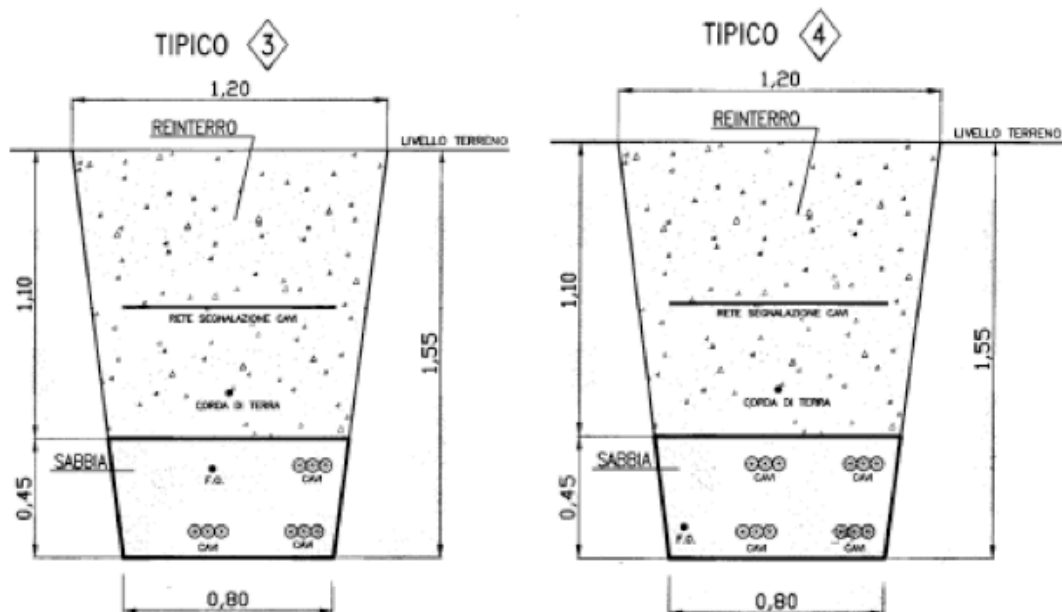 TIPICO 3
1,20
REINTERRO
LIVELLO TERRENO
1,10
1,55
RETE SEGNALAZIONE CAVI
CORDA DI TERRA
SABBIA
0,45
F.O.
CAVI
CAVI
CAVI
0,80
TIPICO 4
1,20
REINTERRO
LIVELLO TERRENO
1,10
1,55
RETE SEGNALAZIONE CAVI
CORDA DI TERRA
SABBIA
0,45
CAVI
CAVI
F.O.
CAVI
CAVI
0,80